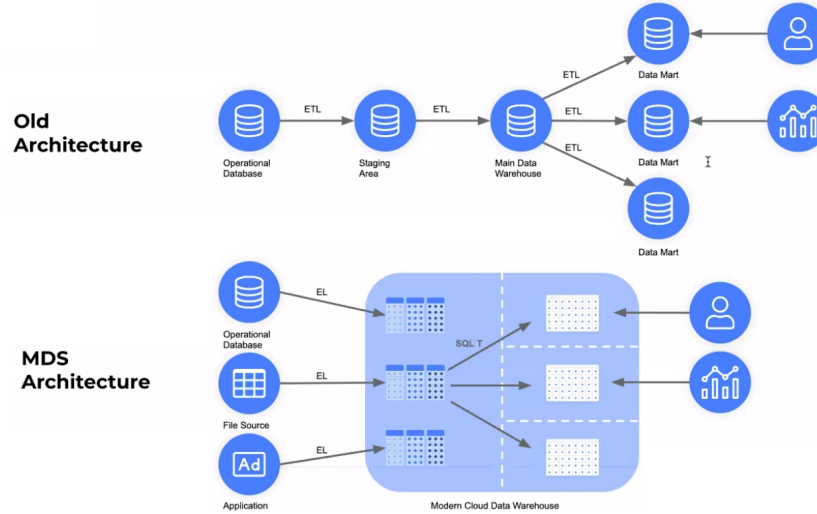 Old
Architecture
ETL
ETL
ETL
ETL
ETL
Operational
Database
Staging
Area
Main Data
Warehouse
Data Mart
Data Mart
Data Mart
MDS
Architecture
EL
EL
EL
SQL T
Operational
Database
File Source
Ad
Application
Modern Cloud Data Warehouse